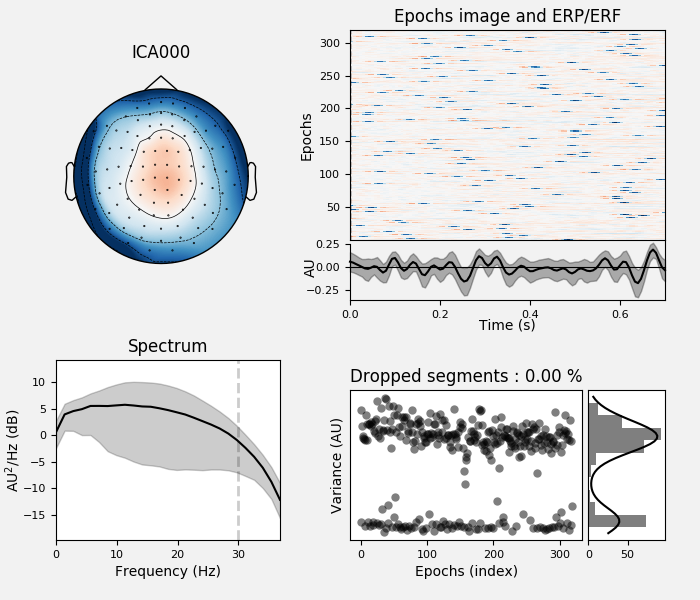 ICA000
Epochs image and ERP/ERF
Epochs
300
250
200
150
100
50
AU
0.25
0.00
−0.25
0.0 0.2 0.4 0.6
Time (s)
Spectrum
AU²/Hz (dB)
10
5
0
−5
−10
−15
0 10 20 30
Frequency (Hz)
Dropped segments : 0.00 %
Variance (AU)
0 100 200 300
Epochs (index)
0 50